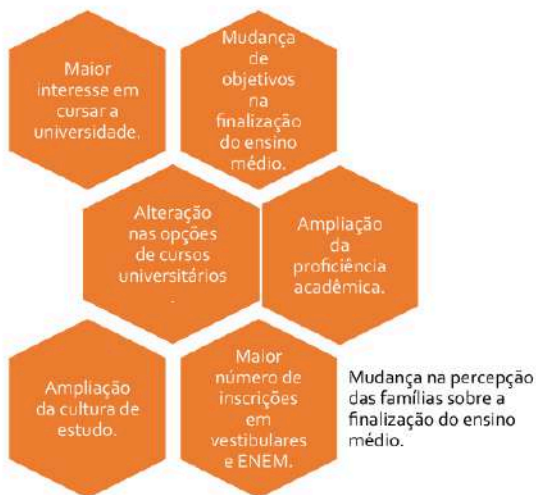 Maior
interesse em
cursar a
universidade.
Mudança
de
objetivos
na
finalização
do ensino
médio.
Alteração
nas opções
de cursos
universitários
.
Ampliação
da
proficiência
acadêmica.
Ampliação
da cultura de
estudo.
Maior
número de
inscrições
em
vestibulares
e ENEM.
Mudança na percepção
das famílias sobre a
finalização do ensino
médio.